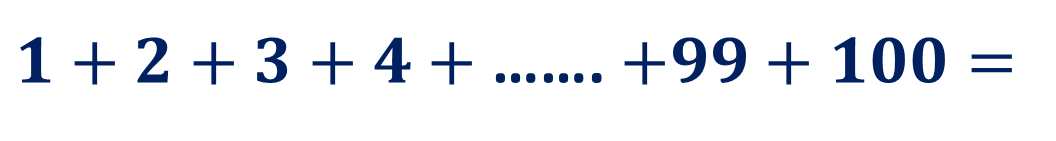 1 + 2 + 3 + 4 + ....... +99 + 100 =